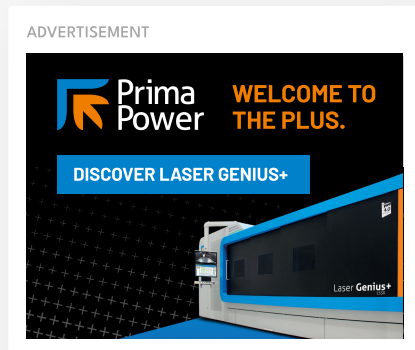 ADVERTISEMENT
Prima
Power
WELCOME TO
THE PLUS.
DISCOVER LASER GENIUS+
Laser Genius+